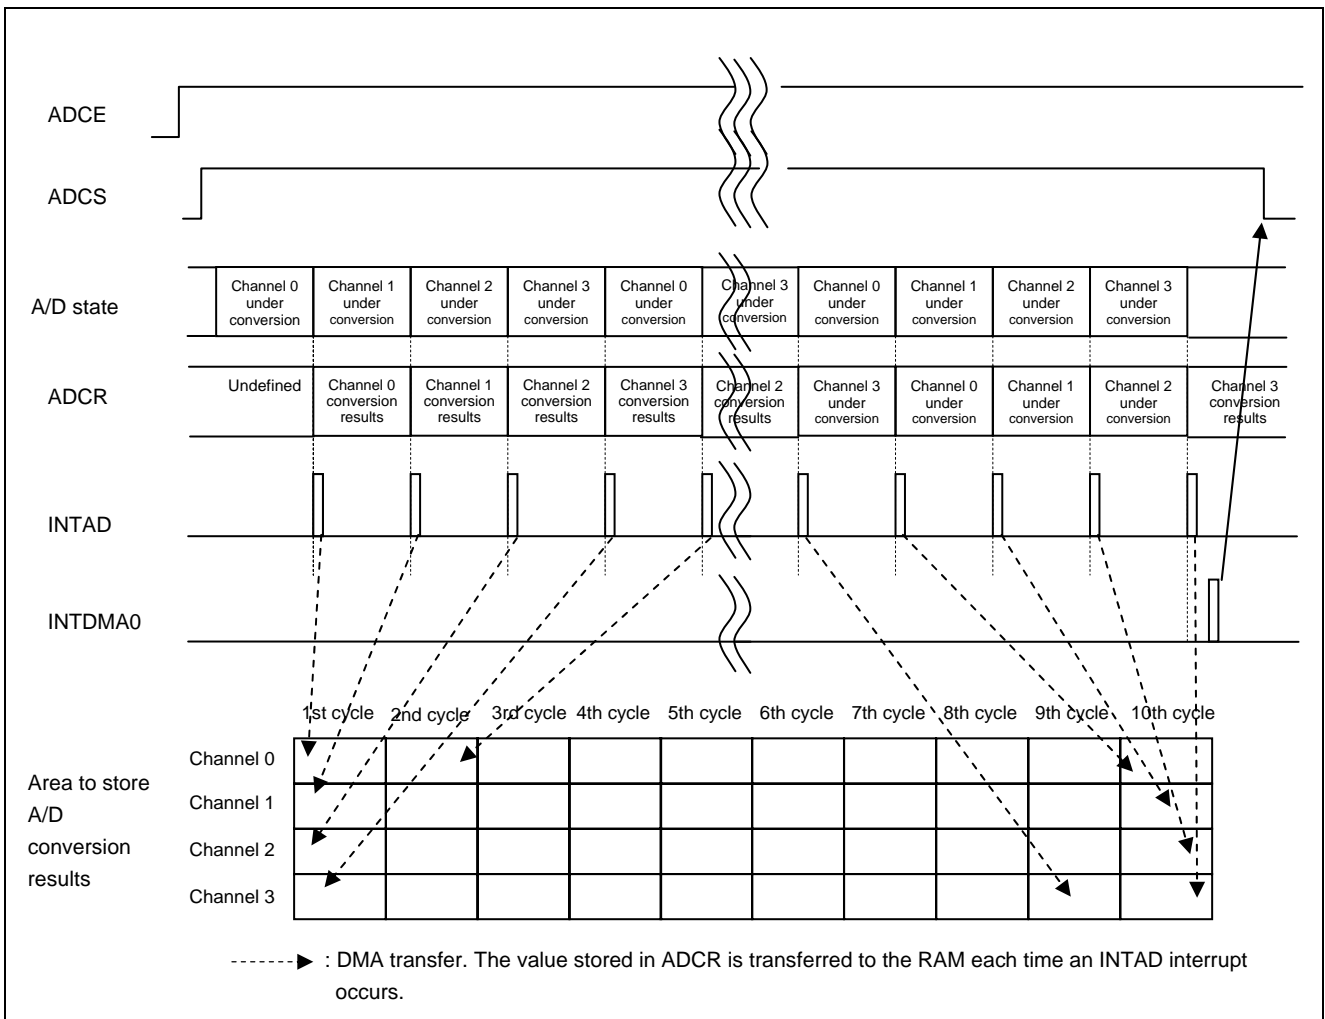 ADCE
ADCS
A/D state
Channel 0
under
conversion
Channel 1
under
conversion
Channel 2
under
conversion
Channel 3
under
conversion
Channel 0
under
conversion
Channel 3
under
conversion
Channel 0
under
conversion
Channel 1
under
conversion
Channel 2
under
conversion
Channel 3
under
conversion
ADCR
Undefined
Channel 0
conversion
results
Channel 1
conversion
results
Channel 2
conversion
results
Channel 3
conversion
results
Channel 2
conversion
results
Channel 3
under
conversion
Channel 0
under
conversion
Channel 1
under
conversion
Channel 2
under
conversion
Channel 3
conversion
results
INTAD
INTDMA0
1st cycle 2nd cycle 3rd cycle 4th cycle 5th cycle 6th cycle 7th cycle 8th cycle 9th cycle 10th cycle
Area to store
A/D
conversion
results
Channel 0
Channel 1
Channel 2
Channel 3
: DMA transfer. The value stored in ADCR is transferred to the RAM each time an INTAD interrupt
occurs.